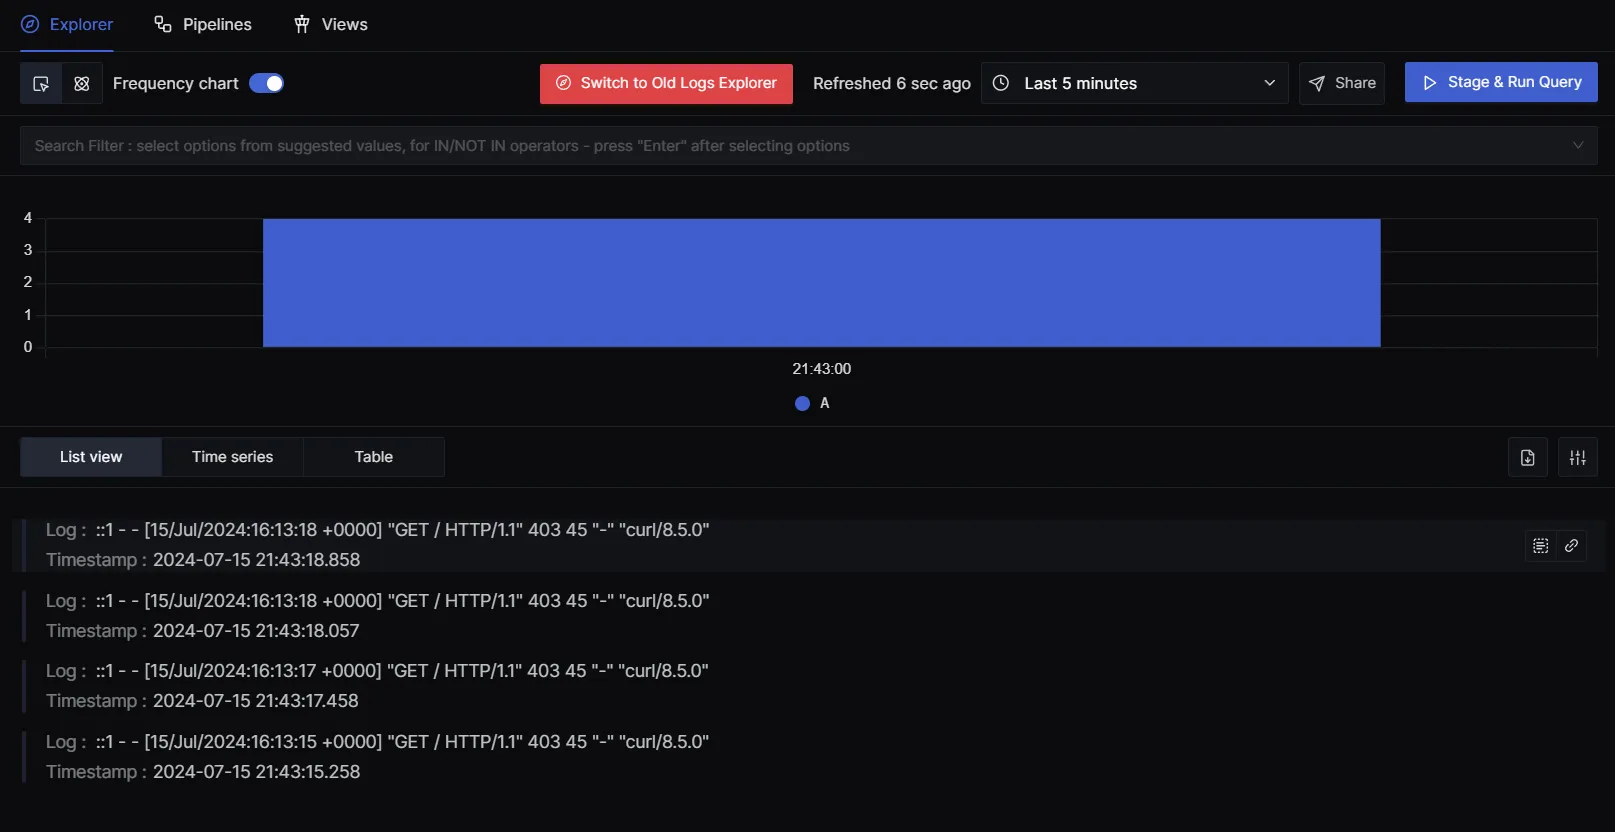 Explorer Pipelines Views
Frequency chart Switch to Old Logs Explorer Refreshed 6 sec ago Last 5 minutes Share Stage & Run Query
Search Filter : select options from suggested values, for IN/NOT IN operators - press "Enter" after selecting options
4
3
2
1
0
21:43:00
A
List view Time series Table
Log : ::1 - - [15/Jul/2024:16:13:18 +0000] "GET / HTTP/1.1" 403 45 "-" "curl/8.5.0"
Timestamp : 2024-07-15 21:43:18.858
Log : ::1 - - [15/Jul/2024:16:13:18 +0000] "GET / HTTP/1.1" 403 45 "-" "curl/8.5.0"
Timestamp : 2024-07-15 21:43:18.057
Log : ::1 - - [15/Jul/2024:16:13:17 +0000] "GET / HTTP/1.1" 403 45 "-" "curl/8.5.0"
Timestamp : 2024-07-15 21:43:17.458
Log : ::1 - - [15/Jul/2024:16:13:15 +0000] "GET / HTTP/1.1" 403 45 "-" "curl/8.5.0"
Timestamp : 2024-07-15 21:43:15.258